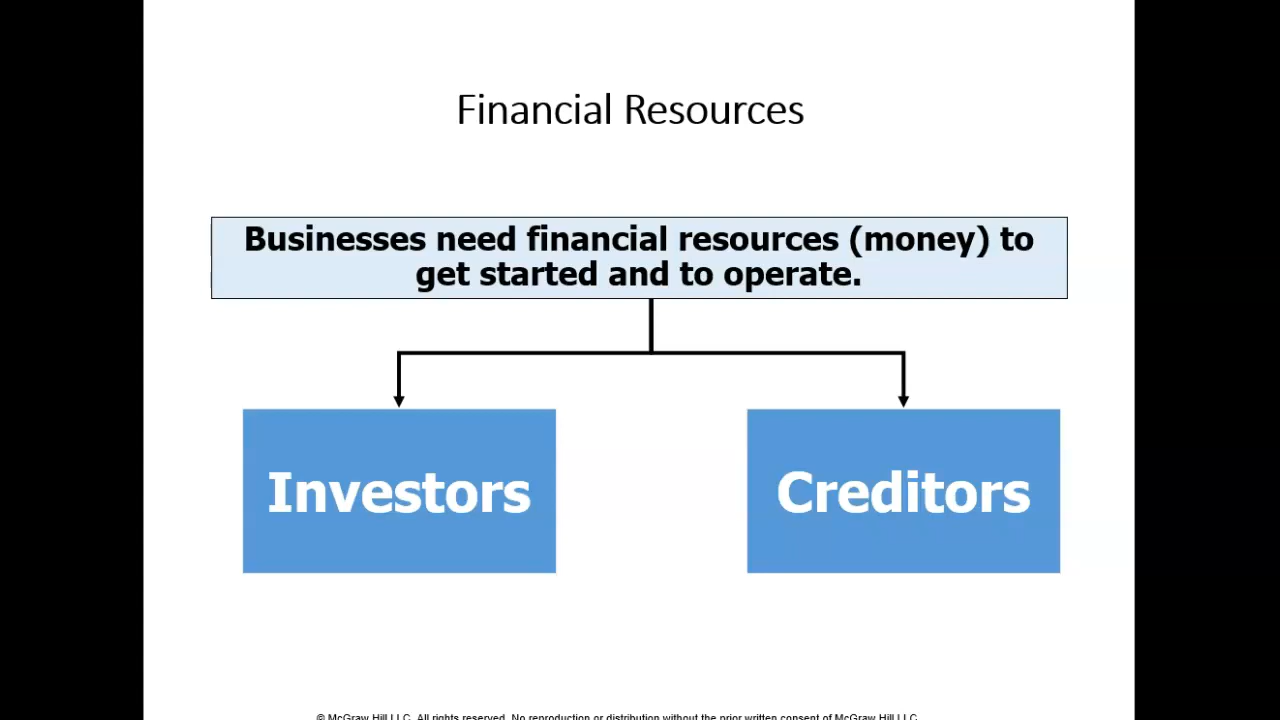 Financial Resources
Businesses need financial resources (money) to
get started and to operate.
Investors
Creditors
© McGraw Hill LLC. All rights reserved. No reproduction or distribution without the prior written consent of McGraw Hill LLC.